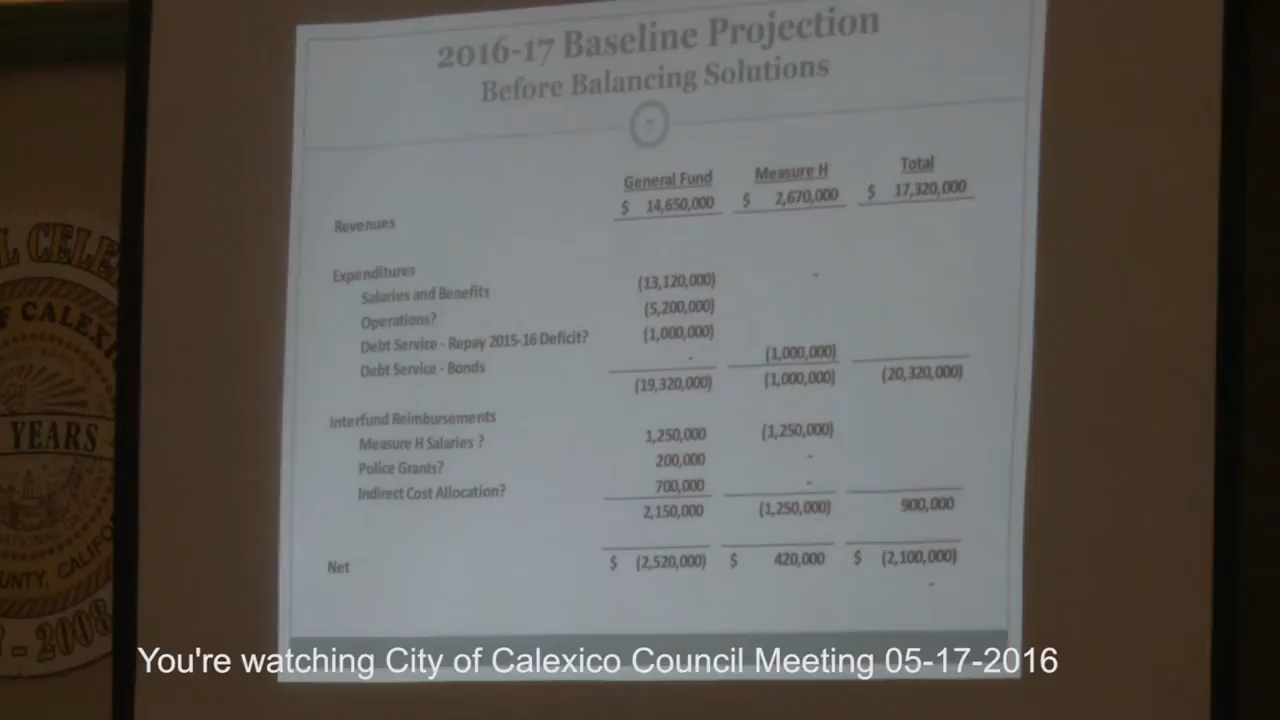 2016-17 Baseline Projection
Before Balancing Solutions
7
General Fund Measure H Total
Revenues $ 14,650,000 $ 2,670,000 $ 17,320,000
Expenditures
Salaries and Benefits (13,120,000) -
Operations? (5,200,000)
Debt Service - Repay 2015-16 Deficit? (1,000,000)
Debt Service - Bonds - (1,000,000)
(19,320,000) (1,000,000) (20,320,000)
Interfund Reimbursements
Measure H Salaries ? 1,250,000 (1,250,000)
Police Grants? 200,000 -
Indirect Cost Allocation? 700,000 -
2,150,000 (1,250,000) 900,000
Net $ (2,520,000) $ 420,000 $ (2,100,000)
-
F CALEXI
YEARS
UNTY, CALIFO
- 2008
You're watching City of Calexico Council Meeting 05-17-2016